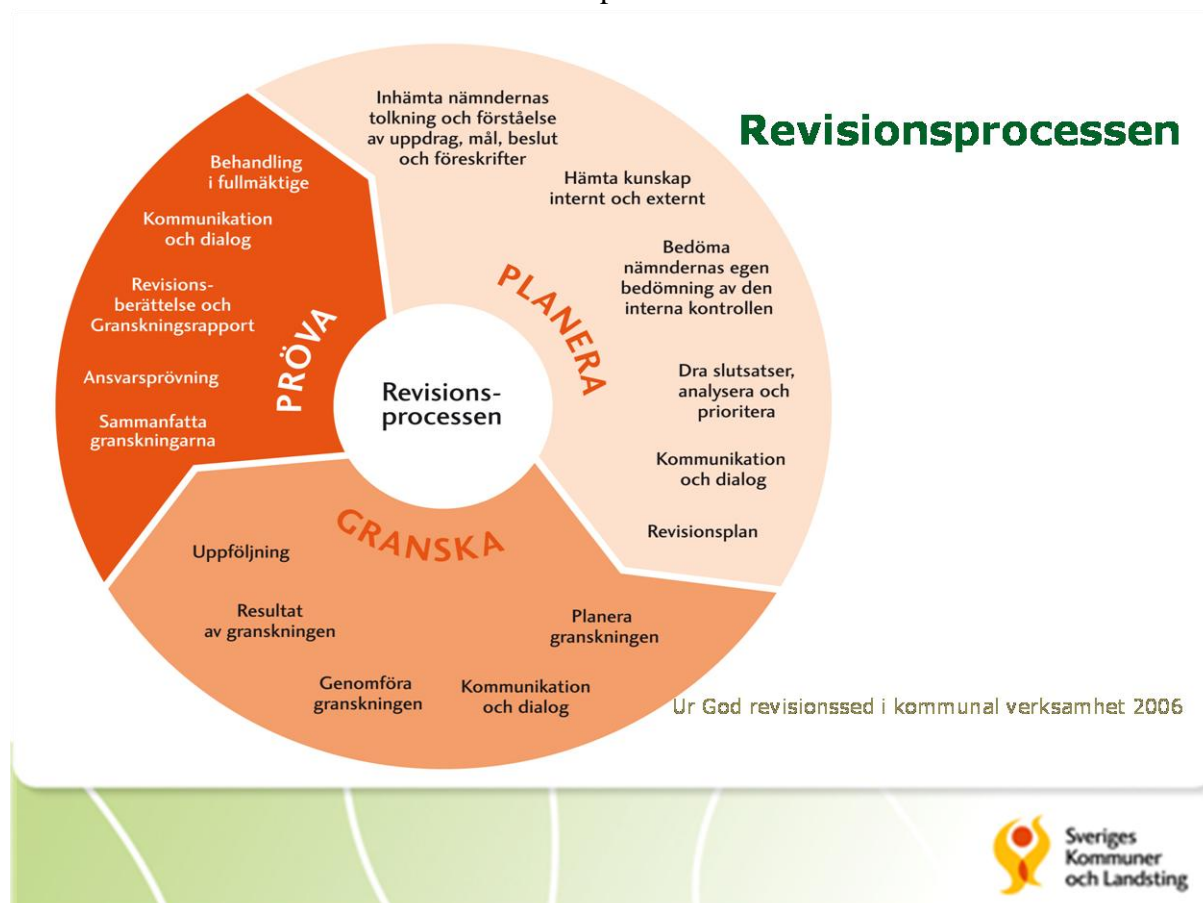 Revisionsprocessen
Inhämta nämndernas
tolkning och förståelse
av uppdrag, mål, beslut
och föreskrifter
Hämta kunskap
internt och externt
Bedöma
nämndernas egen
bedömning av den
interna kontrollen
Dra slutsatser,
analysera och
prioritera
Kommunikation
och dialog
Revisionsplan
PLANERA
Planera
granskningen
Kommunikation
och dialog
Genomföra
granskningen
Resultat
av granskningen
Uppföljning
GRANSKA
Sammanfatta
granskningarna
Ansvarsprövning
Revisions-
berättelse och
Granskningsrapport
Kommunikation
och dialog
Behandling
i fullmäktige
PRÖVA
Revisions-
processen
Ur God revisionssed i kommunal verksamhet 2006
Sveriges
Kommuner
och Landsting